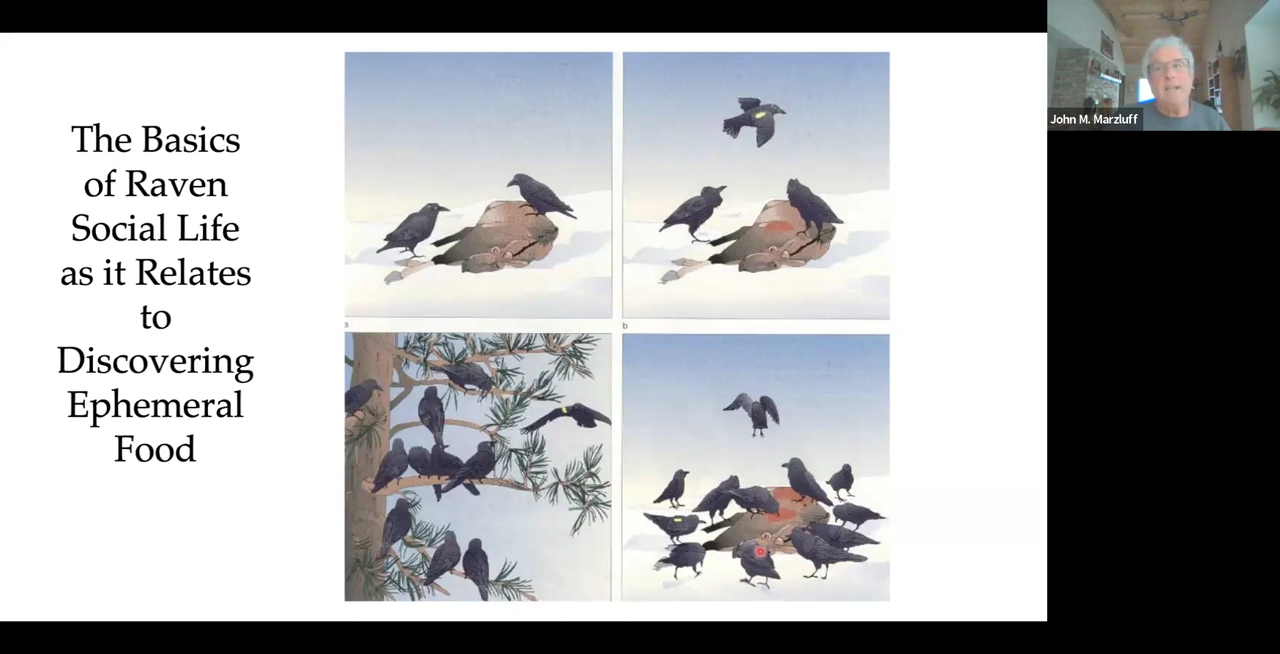 The Basics
of Raven
Social Life
as it Relates
to
Discovering
Ephemeral
Food
a
b
John M. Marzluff